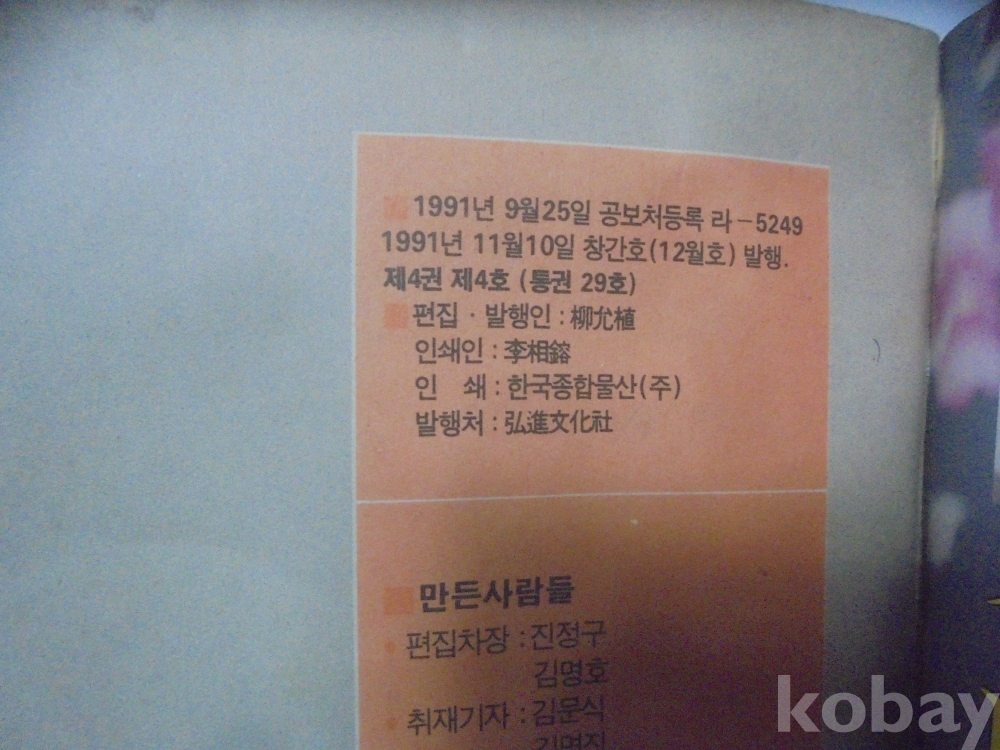 1991년 9월25일 공보처등록 라-5249
1991년 11월10일 창간호(12월호) 발행.
제4권 제4호 (통권 29호)
편집·발행인 : 柳允植
인쇄인 : 李相鎔
인 쇄 : 한국종합물산(주)
발행처 : 弘進文化社
만든사람들
편집차장 : 진정구
김명호
취재기자 : 김문식
kobay